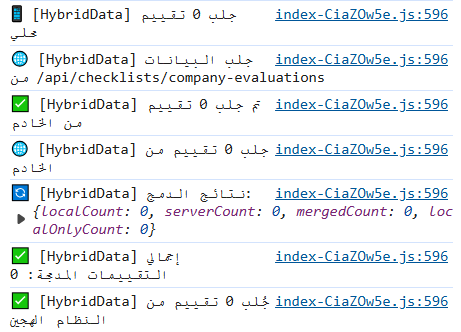 📱 [HybridData] جلب 0 تقييم index-CiaZOw5e.js:596
محلي
🌐 [HybridData] جلب البيانات index-CiaZOw5e.js:596
من /api/checklists/company-evaluations
✅ [HybridData] تم جلب 0 تقييم index-CiaZOw5e.js:596
من الخادم
🌐 [HybridData] جلب 0 تقييم من index-CiaZOw5e.js:596
الخادم
🔄 [HybridData] نتائج الدمج: index-CiaZOw5e.js:596
{localCount: 0, serverCount: 0, mergedCount: 0, loc
alOnlyCount: 0}
✅ [HybridData] إجمالي index-CiaZOw5e.js:596
التقييمات المدمجة: 0
✅ [HybridData] جُلب 0 تقييم من index-CiaZOw5e.js:596
النظام الهجين